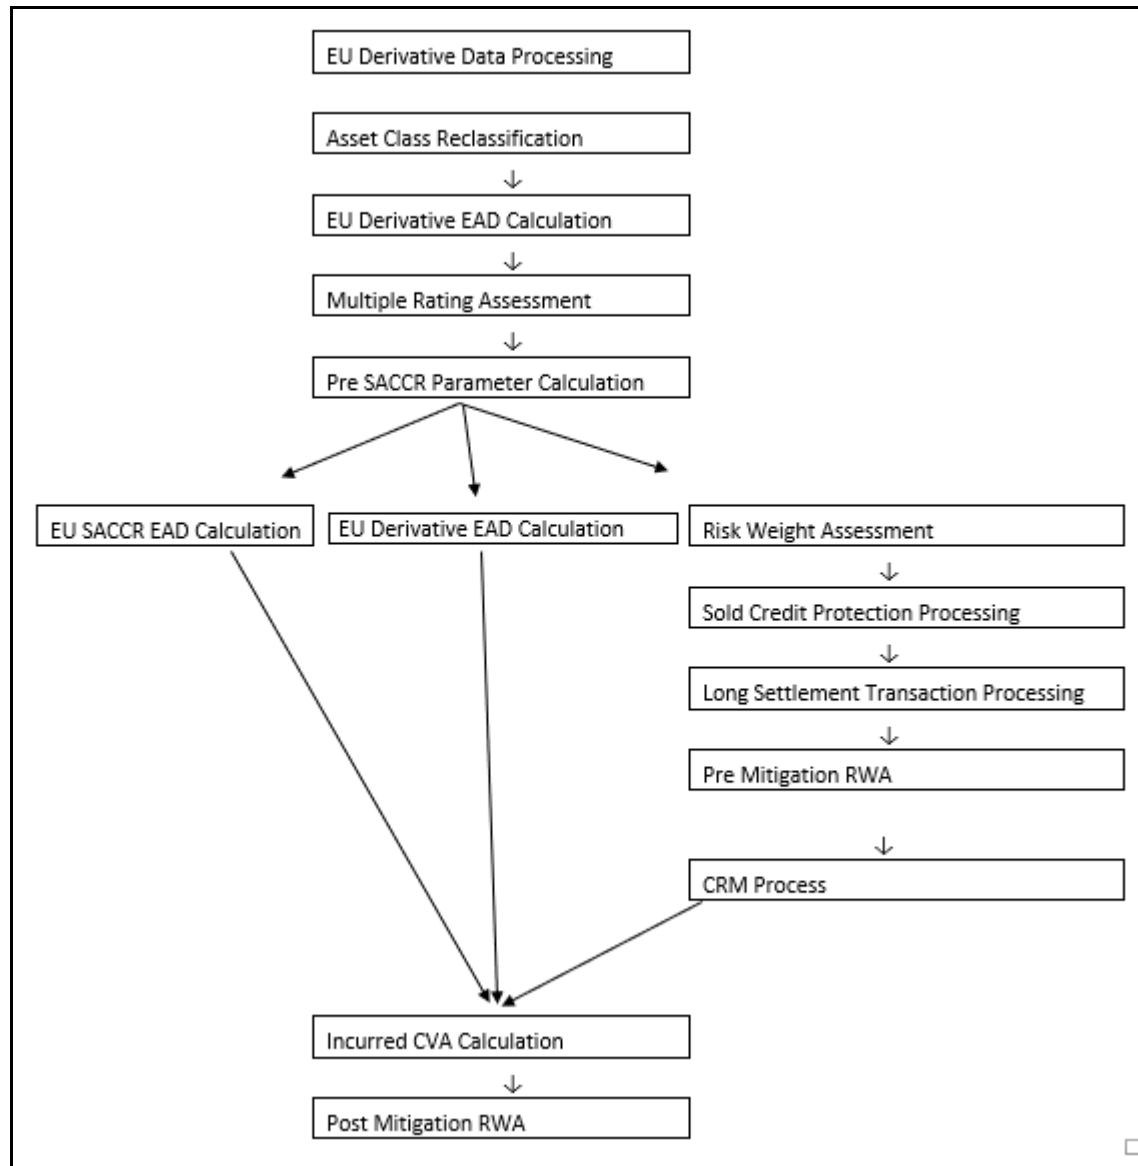 EU Derivative Data Processing
Asset Class Reclassification
EU Derivative EAD Calculation
Multiple Rating Assessment
Pre SACCR Parameter Calculation
EU SACCR EAD Calculation
EU Derivative EAD Calculation
Risk Weight Assessment
Sold Credit Protection Processing
Long Settlement Transaction Processing
Pre Mitigation RWA
CRM Process
Incurred CVA Calculation
Post Mitigation RWA